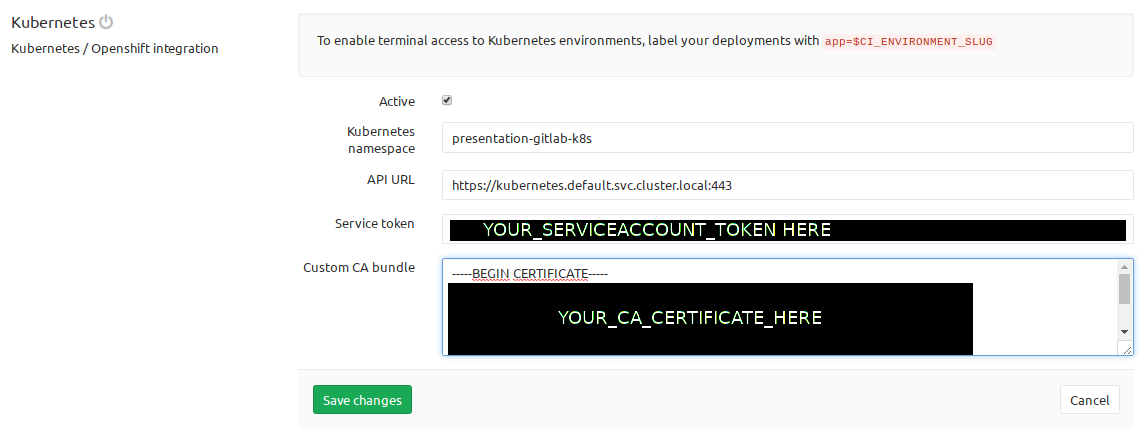 Kubernetes
Kubernetes / Openshift integration
To enable terminal access to Kubernetes environments, label your deployments with app=$CI_ENVIRONMENT_SLUG
Active
Kubernetes
namespace
presentation-gitlab-k8s
API URL
https://kubernetes.default.svc.cluster.local:443
Service token
YOUR_SERVICEACCOUNT_TOKEN HERE
Custom CA bundle
-----BEGIN CERTIFICATE-----
YOUR_CA_CERTIFICATE_HERE
Save changes
Cancel